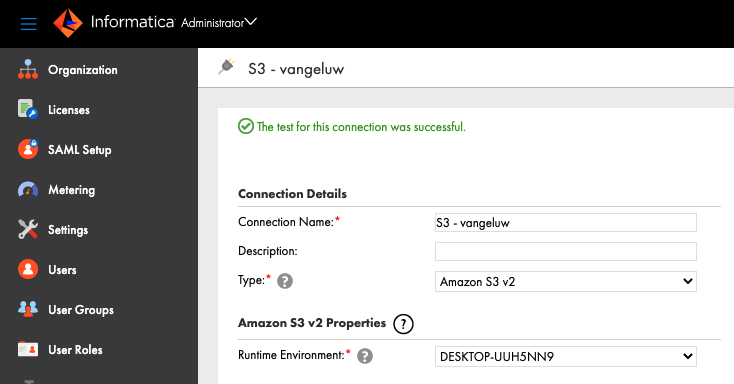 Informatica Administrator
Organization
Licenses
SAML Setup
Metering
Settings
Users
User Groups
User Roles
S3 - vangeluw
The test for this connection was successful.
Connection Details
Connection Name:* S3 - vangeluw
Description:
Type:* ? Amazon S3 v2
Amazon S3 v2 Properties ?
Runtime Environment:* ? DESKTOP-UUH5NN9